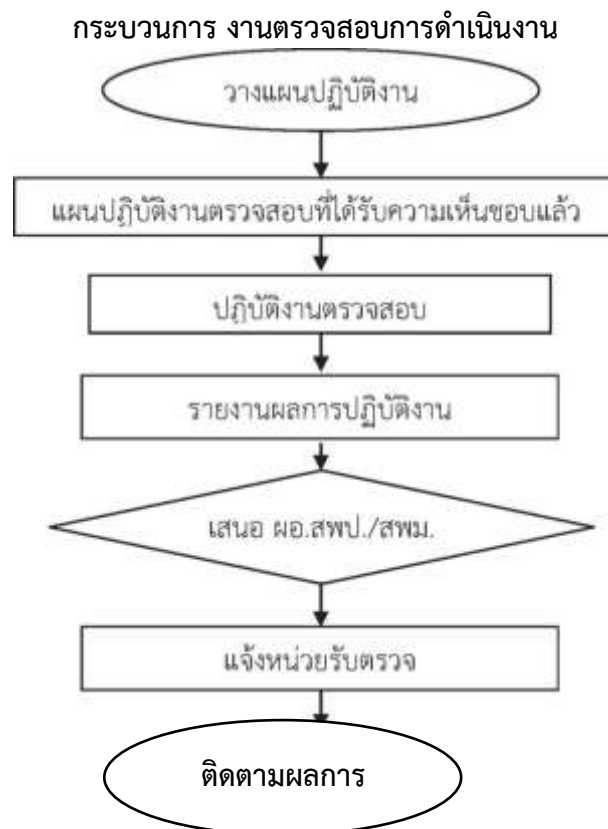 กระบวนการ งานตรวจสอบการดำเนินงาน
วางแผนปฏิบัติงาน
แผนปฏิบัติงานตรวจสอบที่ได้รับความเห็นชอบแล้ว
ปฏิบัติงานตรวจสอบ
รายงานผลการปฏิบัติงาน
เสนอ ผอ.สพป./สพม.
แจ้งหน่วยรับตรวจ
ติดตามผลการ